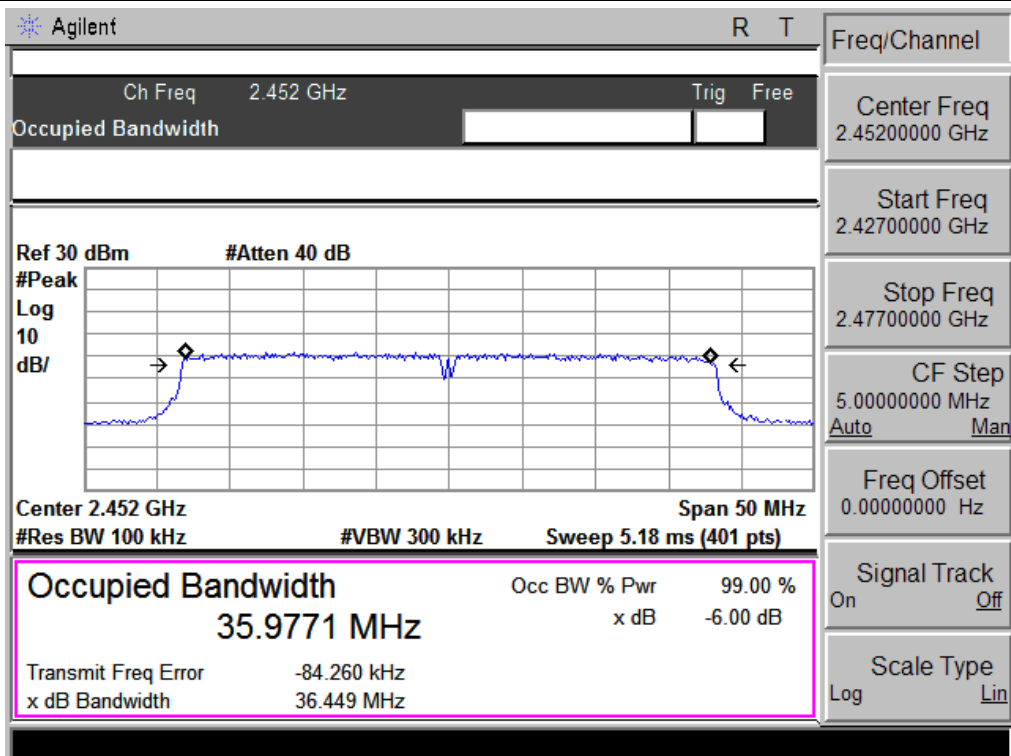 Agilent R T
Ch Freq 2.452 GHz Trig Free
Occupied Bandwidth
Ref 30 dBm #Atten 40 dB
#Peak
Log
10
dB/
Center 2.452 GHz Span 50 MHz
#Res BW 100 kHz #VBW 300 kHz Sweep 5.18 ms (401 pts)
Occupied Bandwidth Occ BW % Pwr 99.00 %
35.9771 MHz x dB -6.00 dB
Transmit Freq Error -84.260 kHz
x dB Bandwidth 36.449 MHz
Freq/Channel
Center Freq
2.45200000 GHz
Start Freq
2.42700000 GHz
Stop Freq
2.47700000 GHz
CF Step
5.00000000 MHz
Auto Man
Freq Offset
0.00000000 Hz
Signal Track
On Off
Scale Type
Log Lin